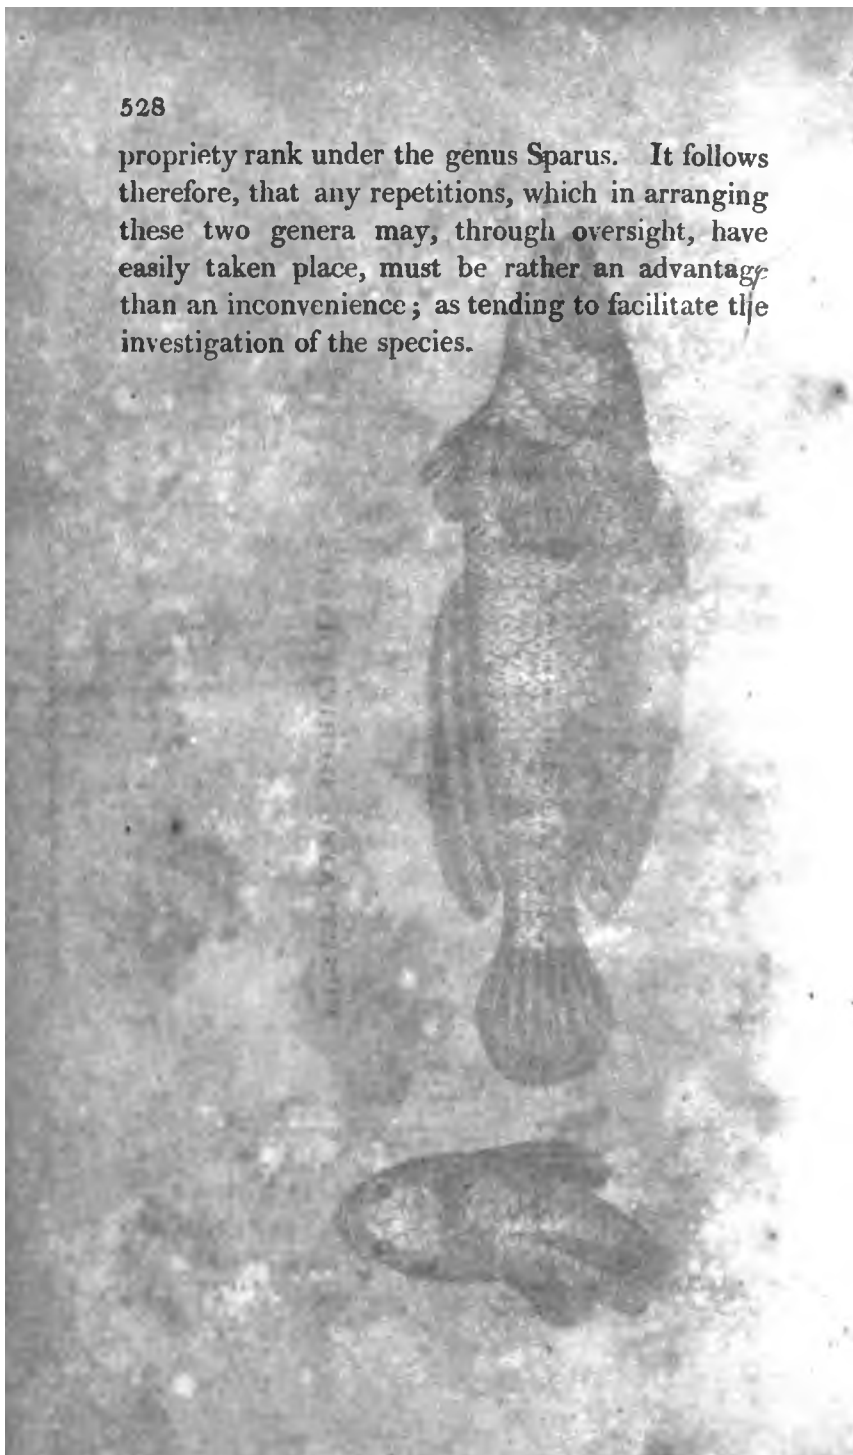 528
propriety rank under the genus Sparus. It follows
therefore, that any repetitions, which in arranging
these two genera may, through oversight, have
easily taken place, must be rather an advantage
than an inconvenience; as tending to facilitate the
investigation of the species.